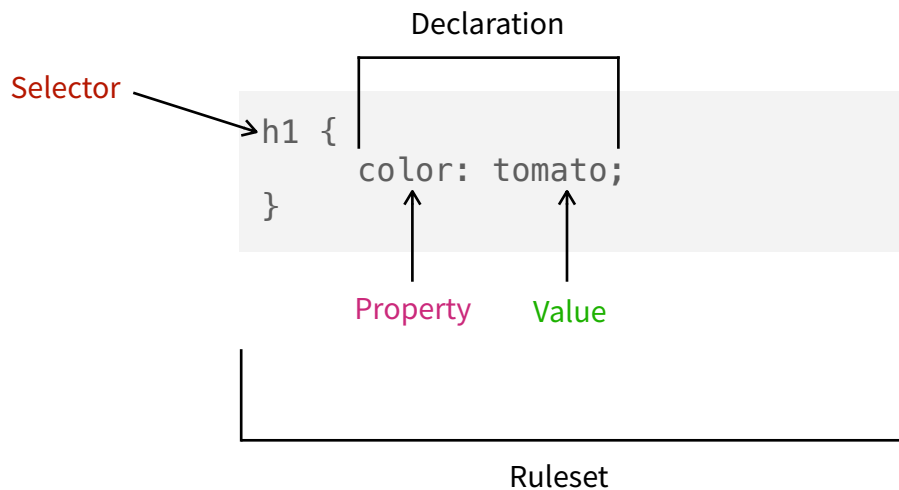 Declaration
Selector
h1 {
color: tomato;
}
Property
Value
Ruleset